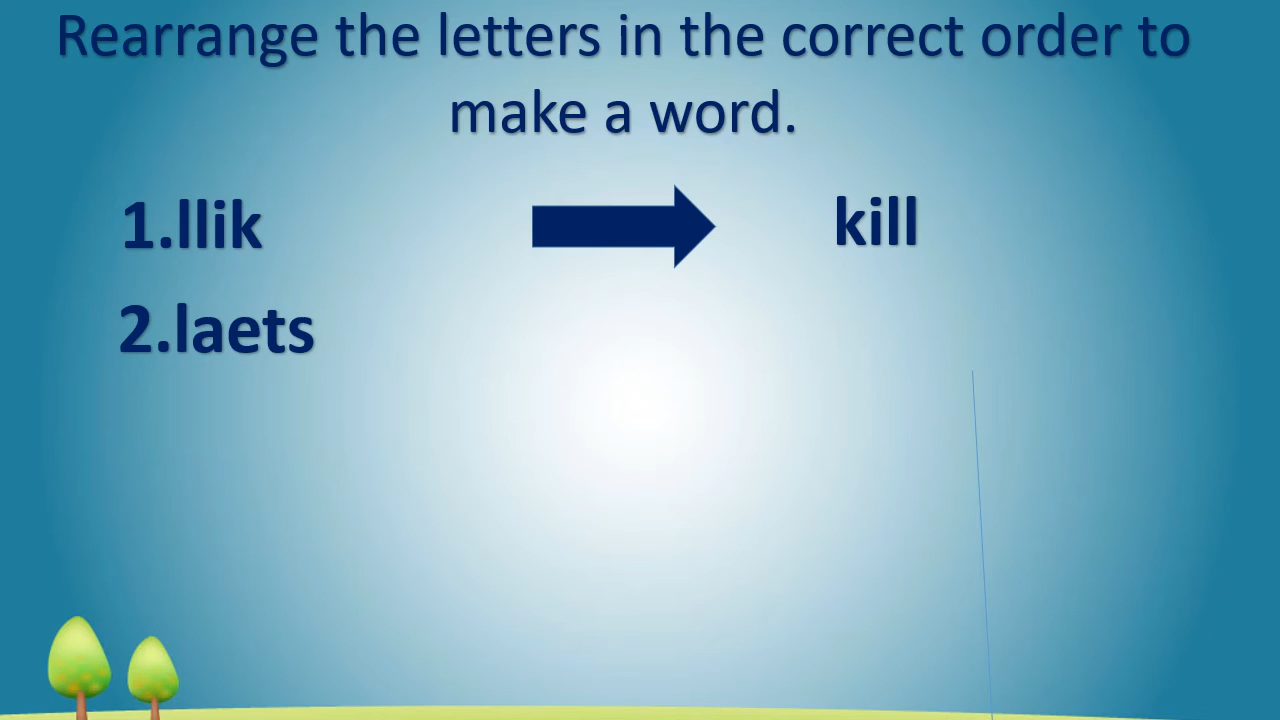 Rearrange the letters in the correct order to
make a word.
1.llik kill
2.laets